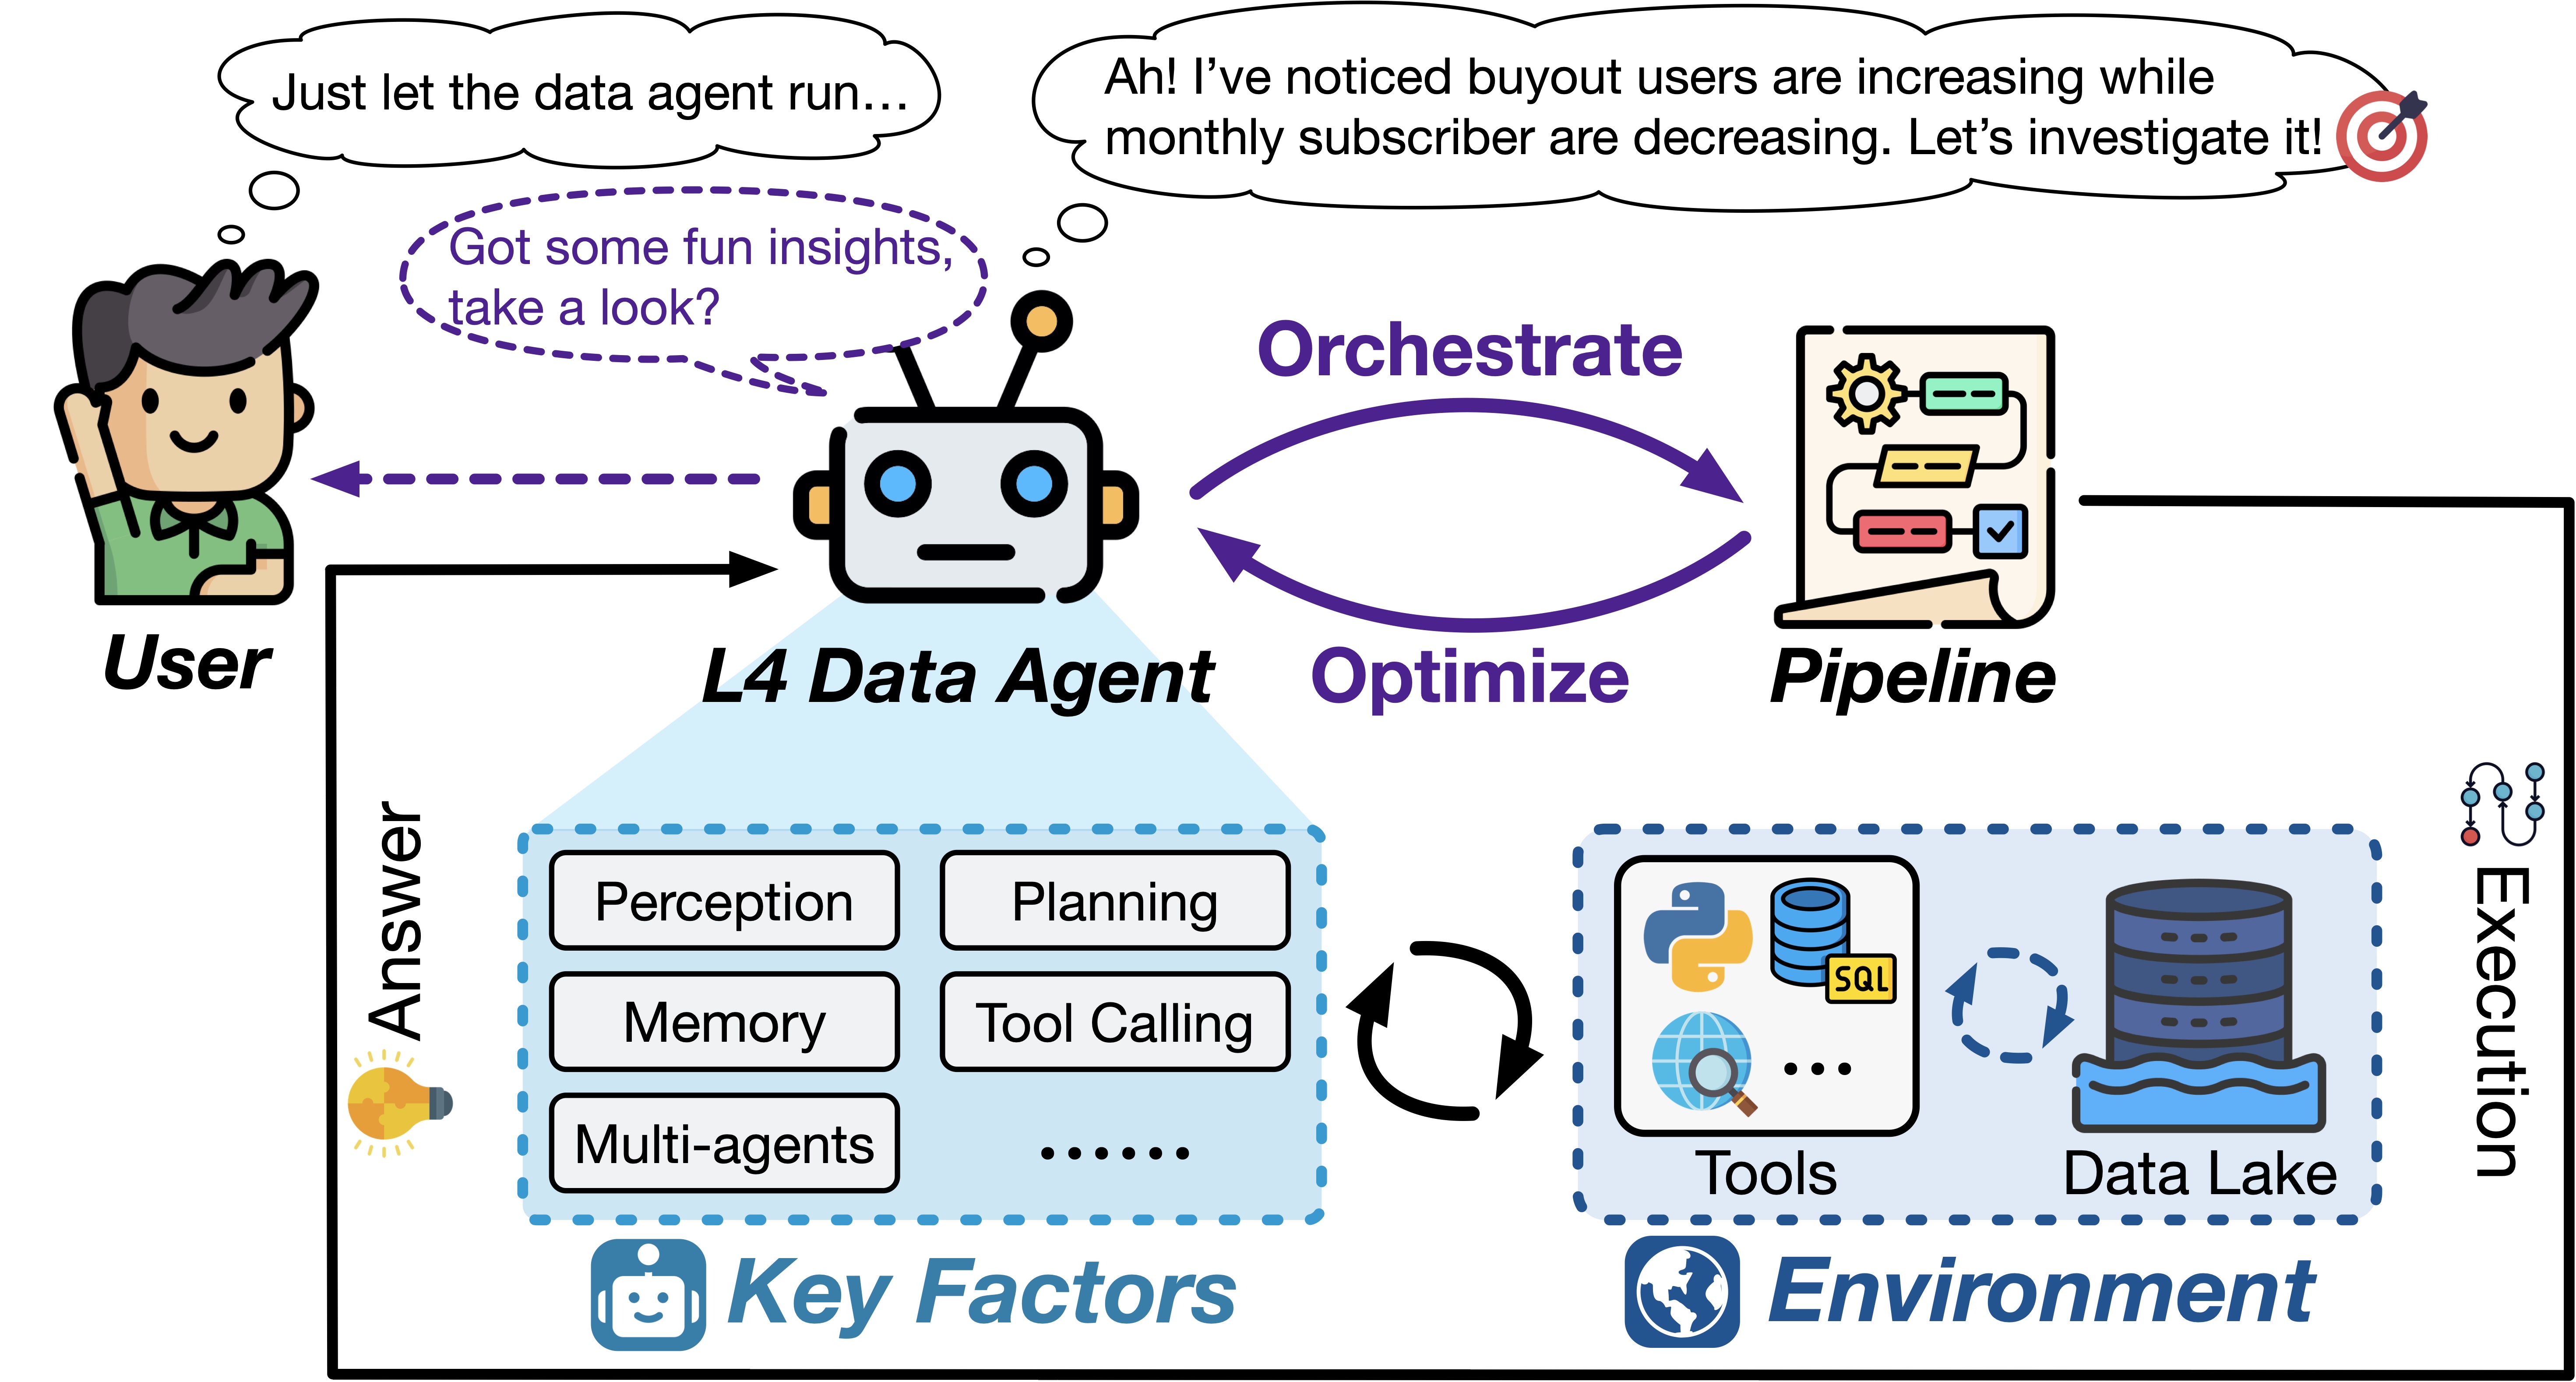 Just let the data agent run...
Ah! I've noticed buyout users are increasing while
monthly subscriber are decreasing. Let's investigate it!
Got some fun insights,
take a look?
Orchestrate
Optimize
User
L4 Data Agent
Pipeline
Answer
Perception
Planning
Memory
Tool Calling
Multi-agents
......
Key Factors
SQL
...
Tools
Data Lake
Environment
Execution